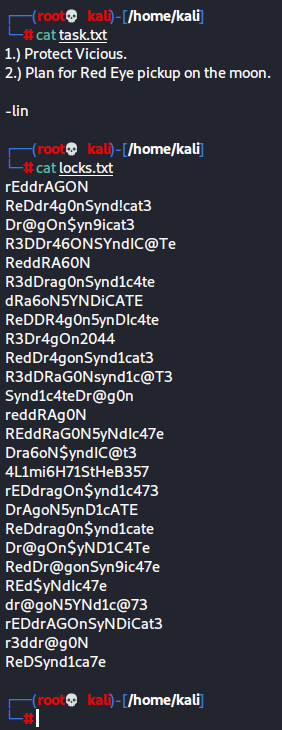 (root💀 kali)-[/home/kali]
# cat task.txt
1.) Protect Vicious.
2.) Plan for Red Eye pickup on the moon.
-lin
(root💀 kali)-[/home/kali]
# cat locks.txt
rEddrAGON
ReDdr4g0nSynd!cat3
Dr@gOn$yn9icat3
R3DDr46ONSYndIC@Te
ReddRA60N
R3dDrag0nSynd1c4te
dRa6oN5YNDiCATE
ReDDR4g0n5ynDIc4te
R3Dr4gOn2044
RedDr4gonSynd1cat3
R3dDRaG0Nsynd1c@T3
Synd1c4teDr@g0n
reddRAg0N
REddRaG0N5yNdIc47e
Dra6oN$yndIC@t3
4L1mi6H71StHeB357
rEDdragOn$ynd1c473
DrAgoN5ynD1cATE
ReDdrag0n$ynd1cate
Dr@gOn$yND1C4Te
RedDr@gonSyn9ic47e
REd$yNdIc47e
dr@goN5YNd1c@73
rEDdrAGOnSyNDiCat3
r3ddr@g0N
ReDSynd1ca7e
(root💀 kali)-[/home/kali]
#